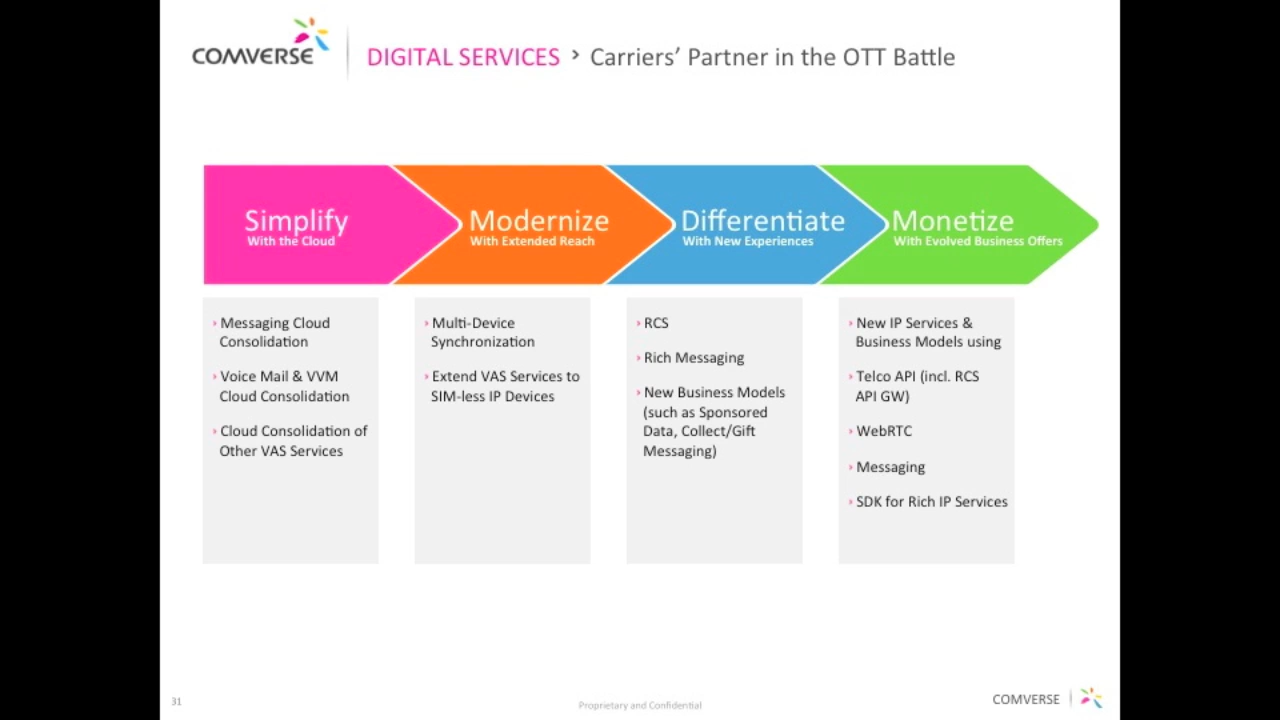 COMVERSE
DIGITAL SERVICES › Carriers’ Partner in the OTT Battle
Simplify
With the Cloud
Modernize
With Extended Reach
Differentiate
With New Experiences
Monetize
With Evolved Business Offers
› Messaging Cloud
Consolidation
› Voice Mail & VVM
Cloud Consolidation
› Cloud Consolidation of
Other VAS Services
› Multi-Device
Synchronization
› Extend VAS Services to
SIM-less IP Devices
› RCS
› Rich Messaging
› New Business Models
(such as Sponsored
Data, Collect/Gift
Messaging)
› New IP Services &
Business Models using
› Telco API (incl. RCS
API GW)
› WebRTC
› Messaging
› SDK for Rich IP Services
31
Proprietary and Confidential
COMVERSE